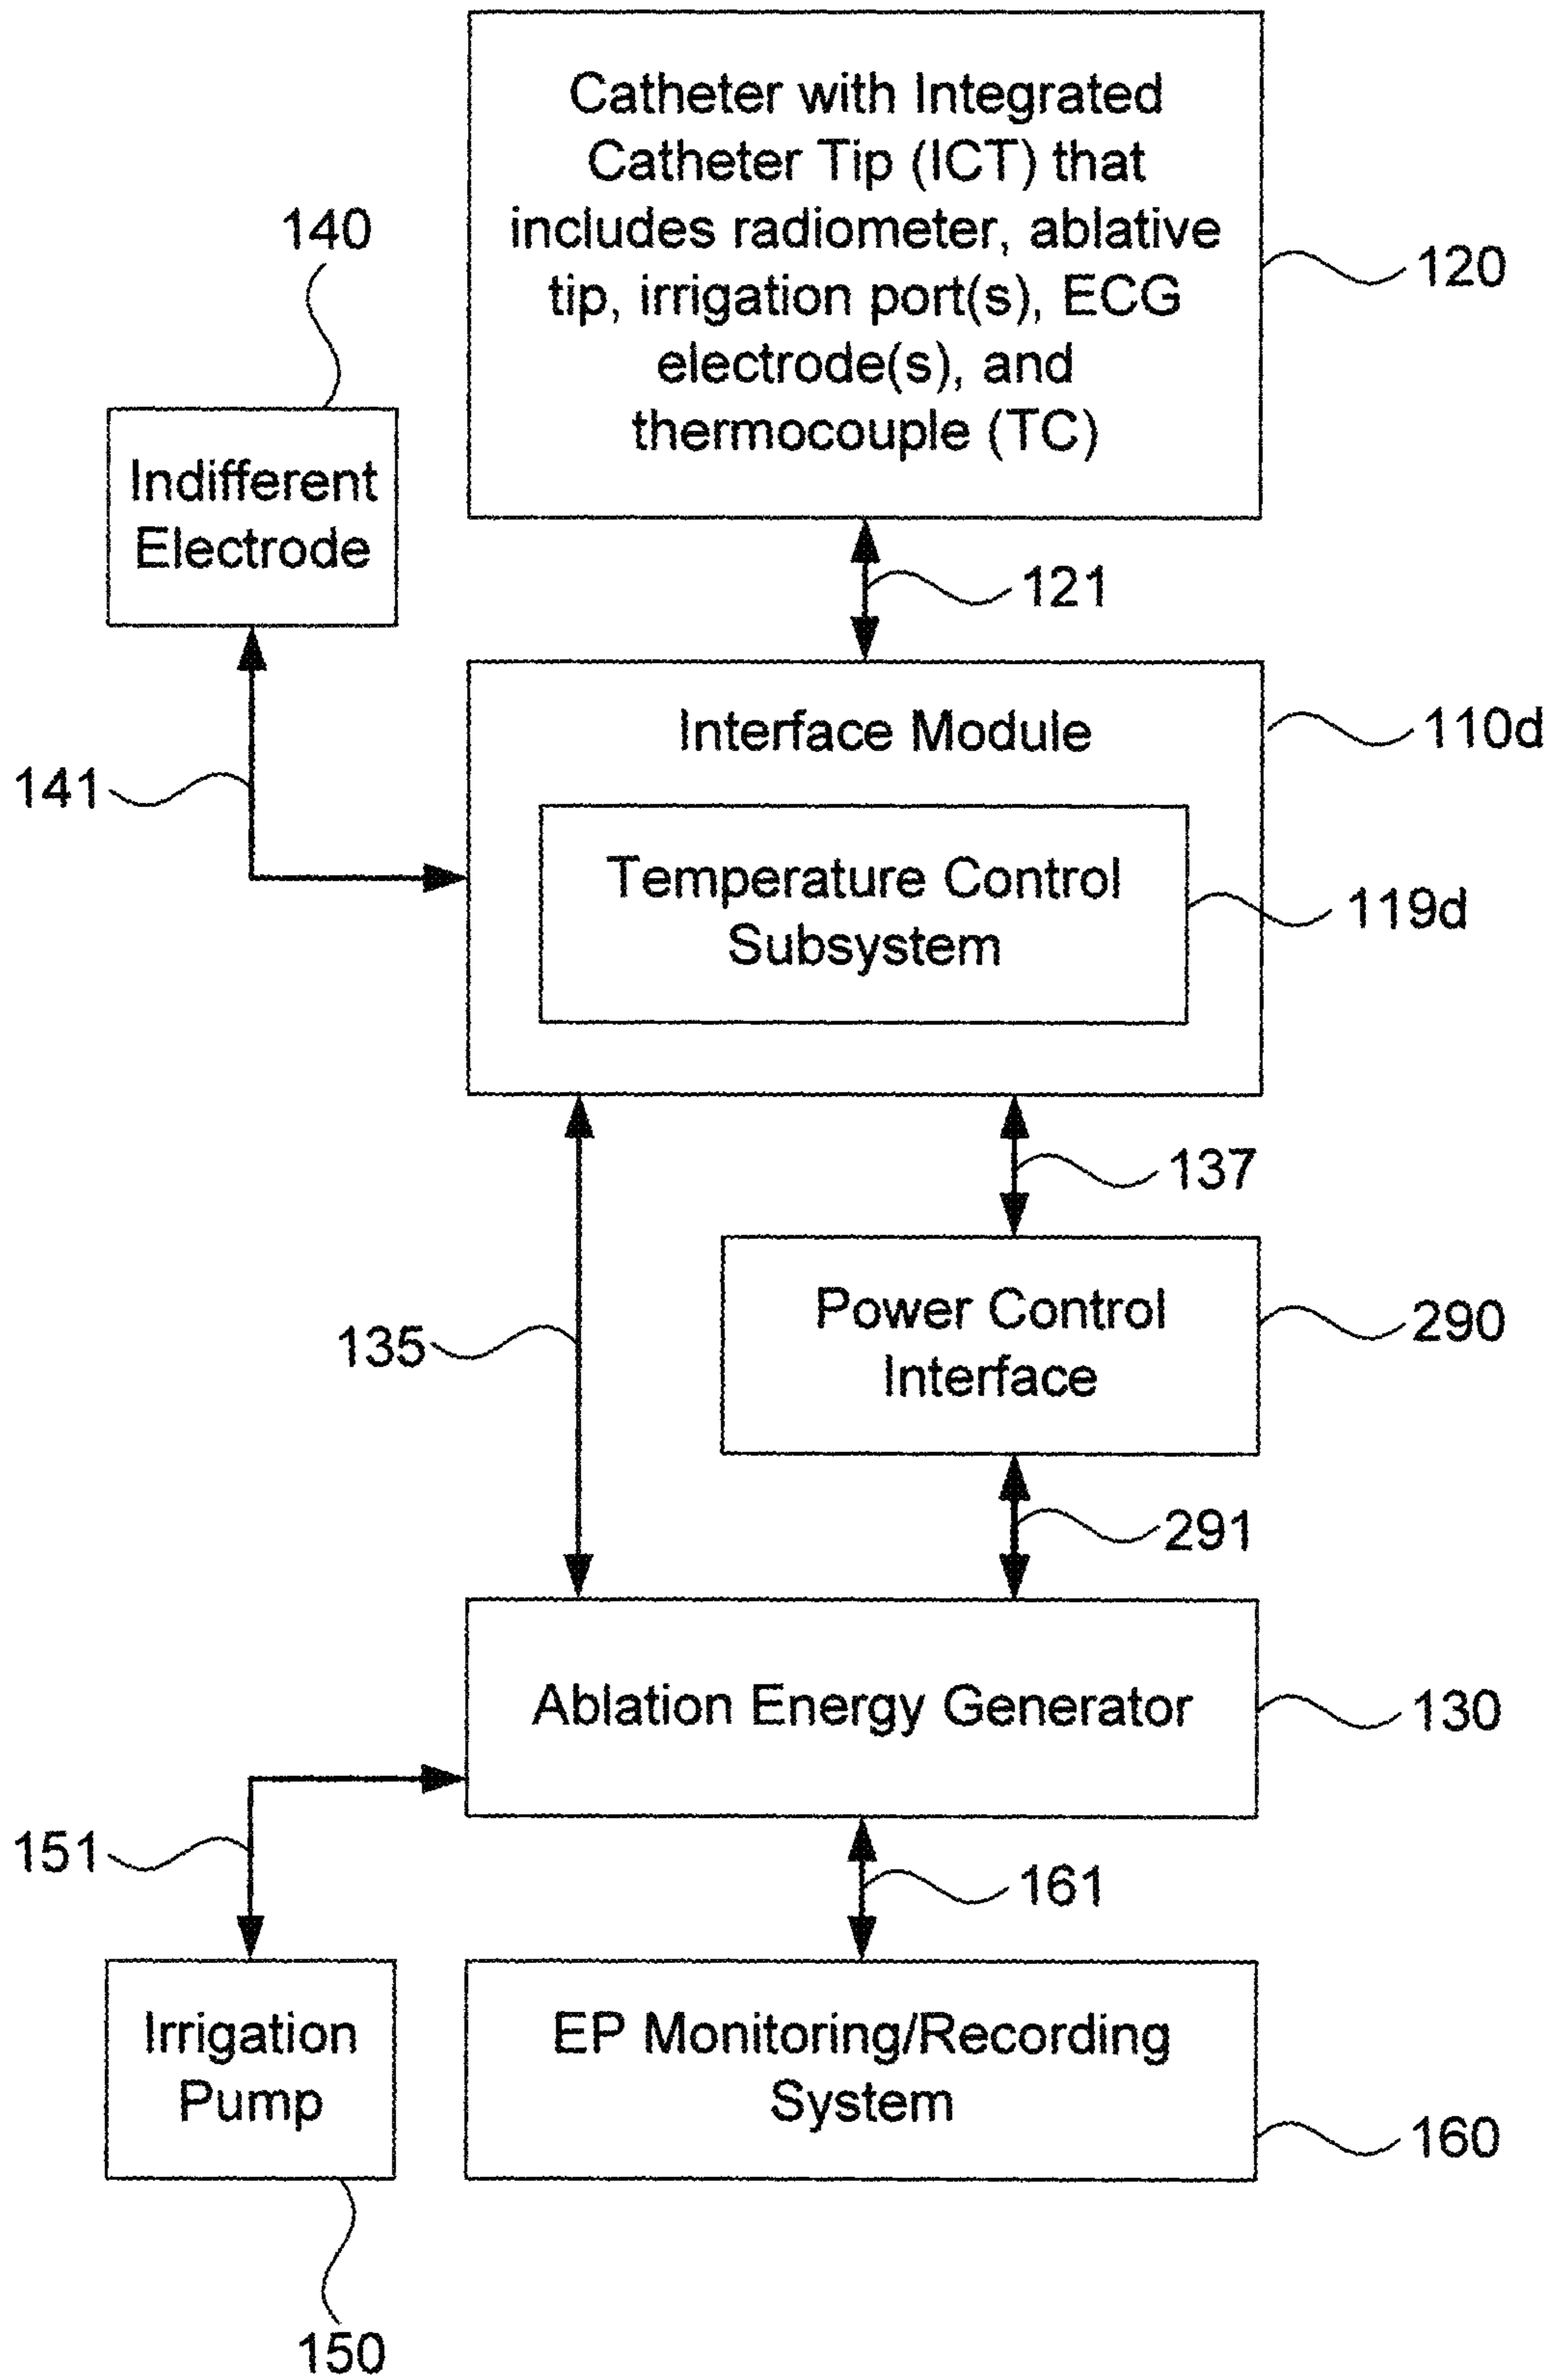 Catheter with Integrated
Catheter Tip (ICT) that
includes radiometer, ablative
tip, irrigation port(s), ECG
electrode(s), and
thermocouple (TC)
120
140
Indifferent
Electrode
121
141
Interface Module
110d
Temperature Control
Subsystem
119d
137
135
Power Control
Interface
290
291
Ablation Energy Generator
130
151
161
Irrigation
Pump
EP Monitoring/Recording
System
160
150